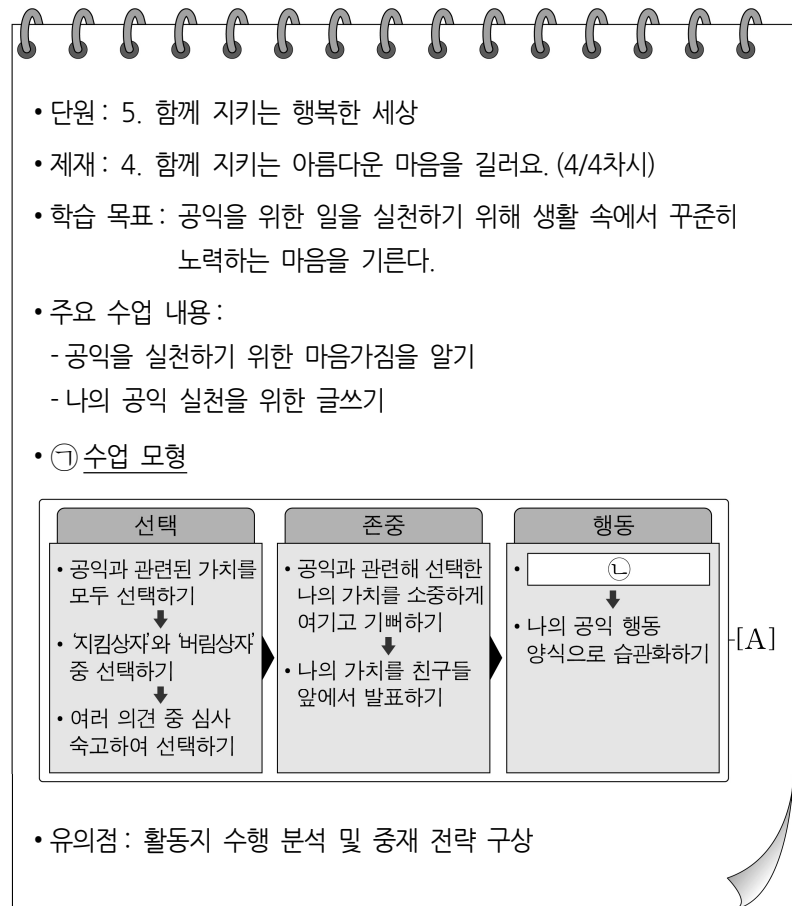 • 단원 : 5. 함께 지키는 행복한 세상
• 제재 : 4. 함께 지키는 아름다운 마음을 길러요. (4/4차시)
• 학습 목표 : 공익을 위한 일을 실천하기 위해 생활 속에서 꾸준히
노력하는 마음을 기른다.
• 주요 수업 내용 :
- 공익을 실천하기 위한 마음가짐을 알기
- 나의 공익 실천을 위한 글쓰기
• ㉠ 수업 모형
선택
• 공익과 관련된 가치를
모두 선택하기
• '지킴상자'와 '버림상자'
중 선택하기
• 여러 의견 중 심사
숙고하여 선택하기
존중
• 공익과 관련해 선택한
나의 가치를 소중하게
여기고 기뻐하기
• 나의 가치를 친구들
앞에서 발표하기
행동
• ㉡
• 나의 공익 행동
양식으로 습관화하기
[A]
• 유의점 : 활동지 수행 분석 및 중재 전략 구상